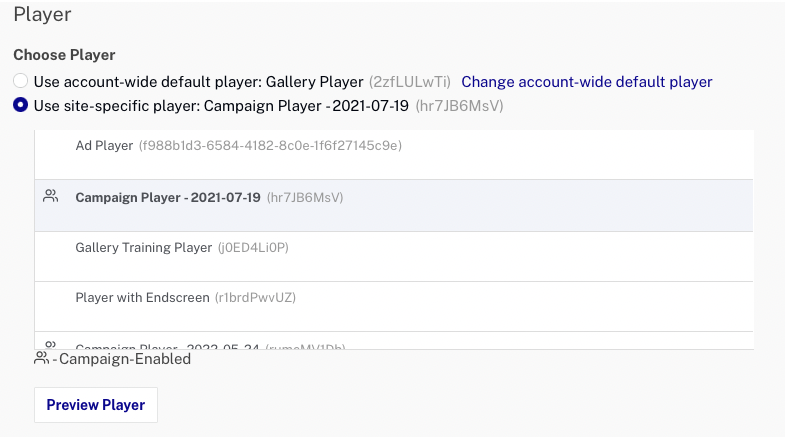 Player
Choose Player
Use account-wide default player: Gallery Player (2zfLULwTi) Change account-wide default player
Use site-specific player: Campaign Player - 2021-07-19 (hr7JB6MsV)
Ad Player (f988b1d3-6584-4182-8c0e-1f6f27145c9e)
Campaign Player - 2021-07-19 (hr7JB6MsV)
Gallery Training Player (j0ED4Li0P)
Player with Endscreen (r1brdPwvUZ)
Campaign Player - 2022-05-24
- Campaign-Enabled
Preview Player